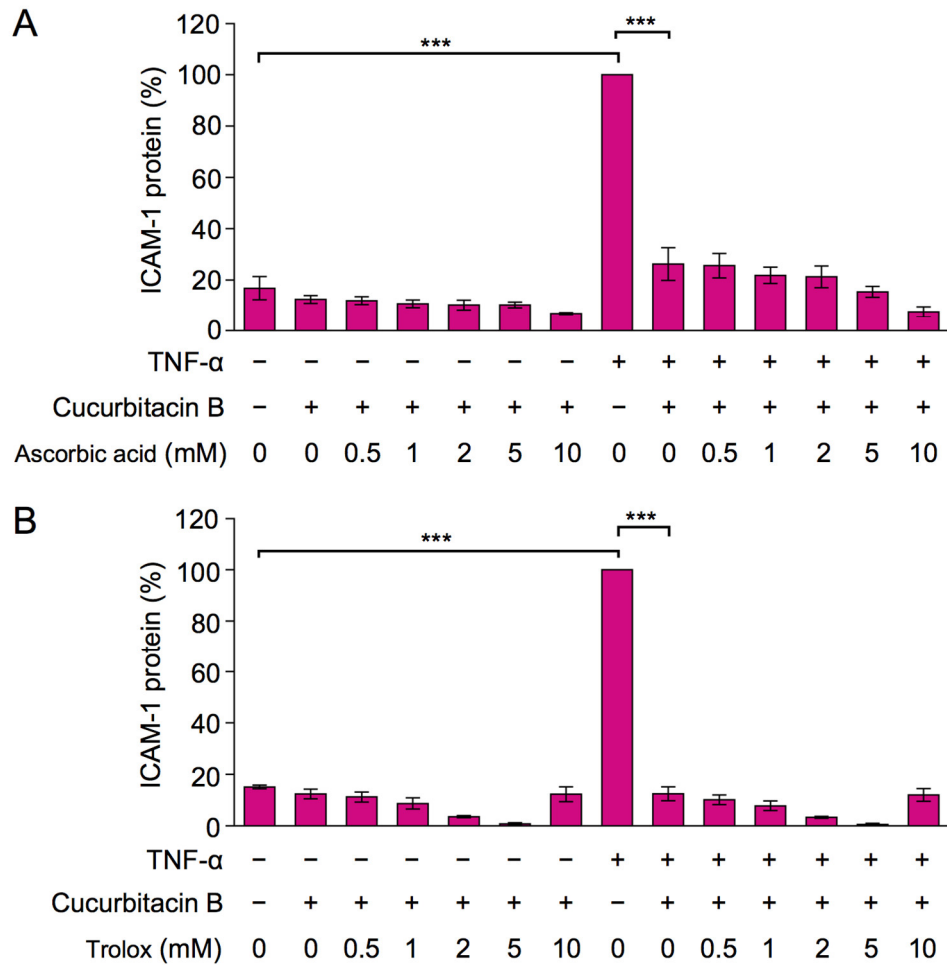 A
120
100
80
60
40
20
0
ICAM-1 protein (%)
***
***
TNF-α – – – – – – – + + + + + + +
Cucurbitacin B – + + + + + + – + + + + + +
Ascorbic acid (mM) 0 0 0.5 1 2 5 10 0 0 0.5 1 2 5 10
B
120
100
80
60
40
20
0
ICAM-1 protein (%)
***
***
TNF-α – – – – – – – + + + + + + +
Cucurbitacin B – + + + + + + – + + + + + +
Trolox (mM) 0 0 0.5 1 2 5 10 0 0 0.5 1 2 5 10